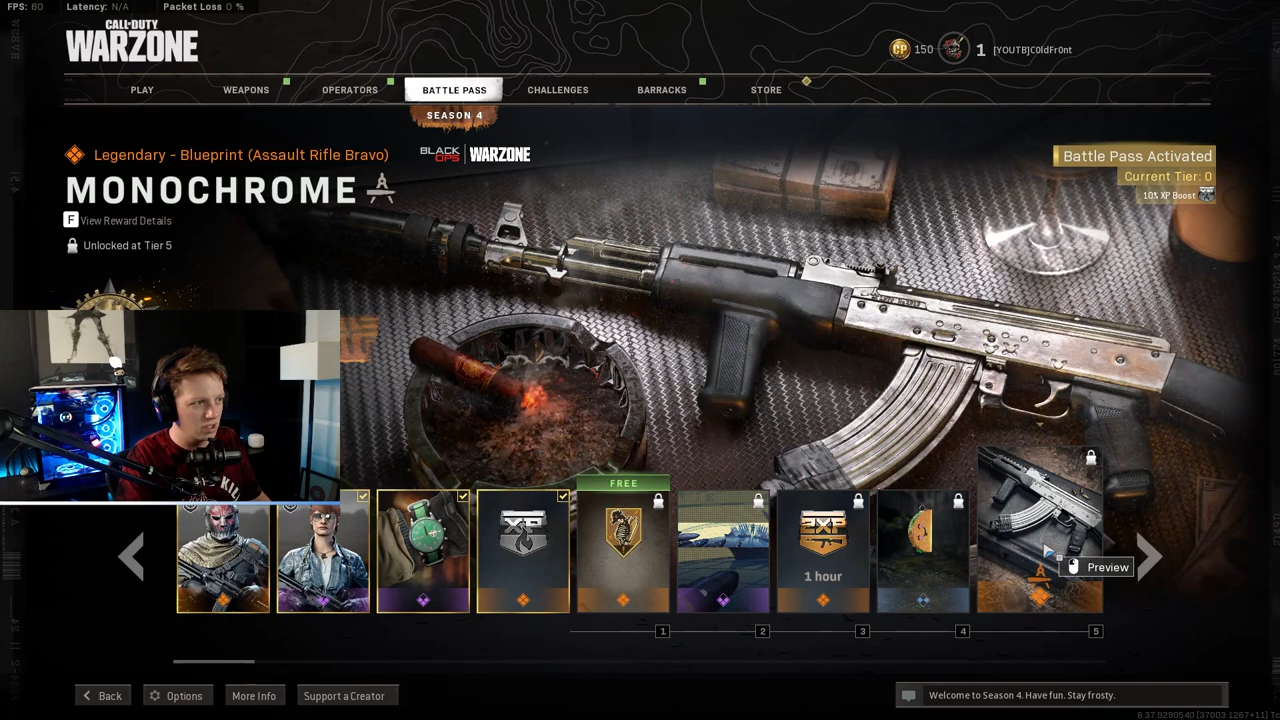 FPS: 60 Latency: N/A Packet Loss 0 %
CALL OF DUTY
WARZONE
CP 150 1 [YOUTB]C0ldFr0nt
PLAY WEAPONS OPERATORS BATTLE PASS CHALLENGES BARRACKS STORE
SEASON 4
Legendary - Blueprint (Assault Rifle Bravo)
BLACK OPS | WARZONE
Battle Pass Activated
MONOCHROME
Current Tier: 0
10% XP Boost
F View Reward Details
Unlocked at Tier 5
KILL
FREE
XP
2XP
1 hour
Preview
1 2 3 4 5
Back Options More Info Support a Creator
Welcome to Season 4. Have fun. Stay frosty.